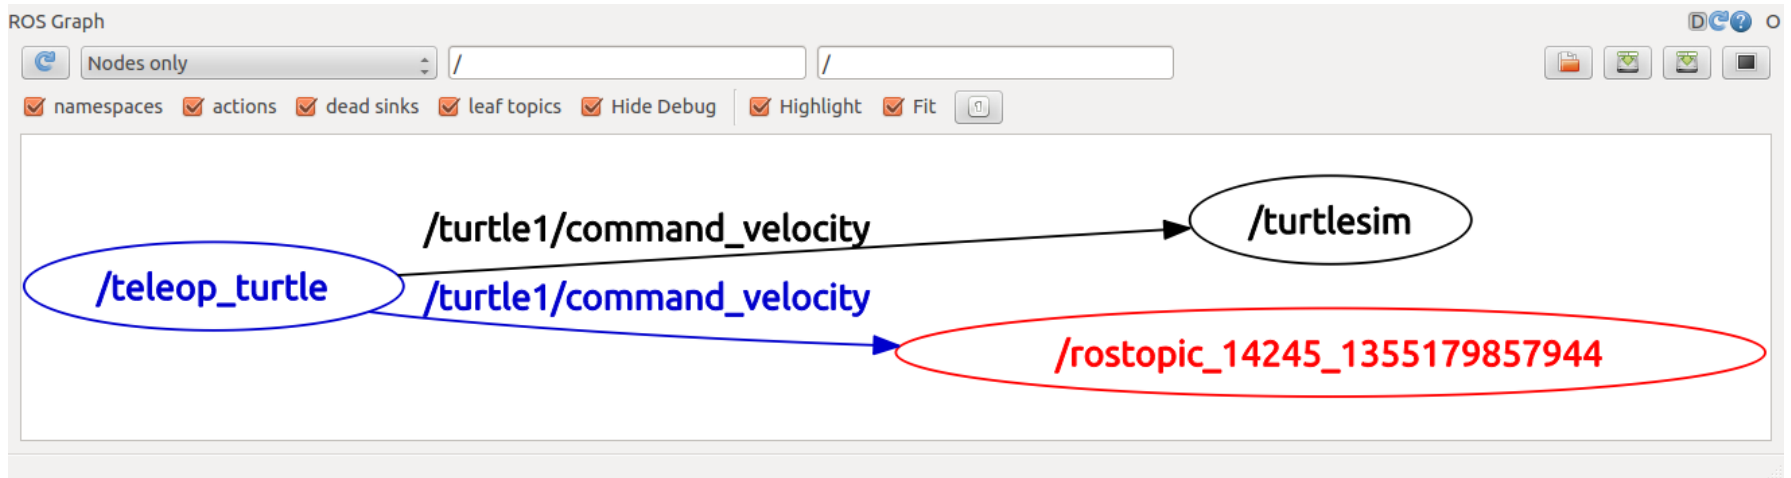 ROS Graph D ? O
Nodes only / /
namespaces actions dead sinks leaf topics Hide Debug Highlight Fit ¶
/turtle1/command_velocity /turtlesim
/teleop_turtle /turtle1/command_velocity
/rostopic_14245_1355179857944